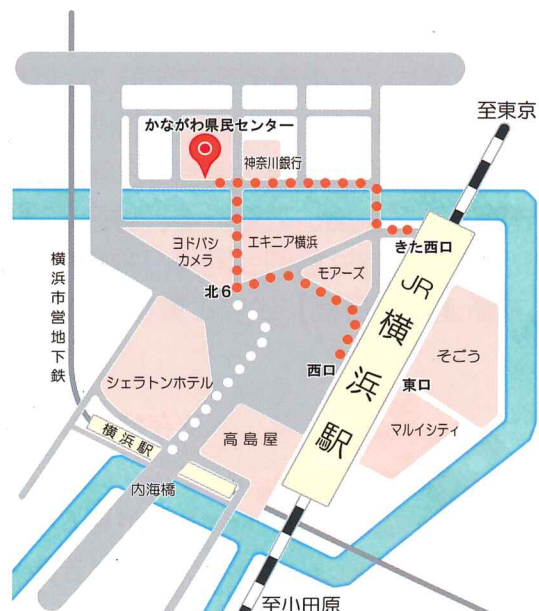 至東京
かながわ県民センター
神奈川銀行
きた西口
ヨドバシ
カメラ
エキニア横浜
モアーズ
北6
横浜市営地下鉄
JR横浜駅
西口
東口
そごう
マルイシティ
シェラトンホテル
高島屋
横浜駅
内海橋
至小田原